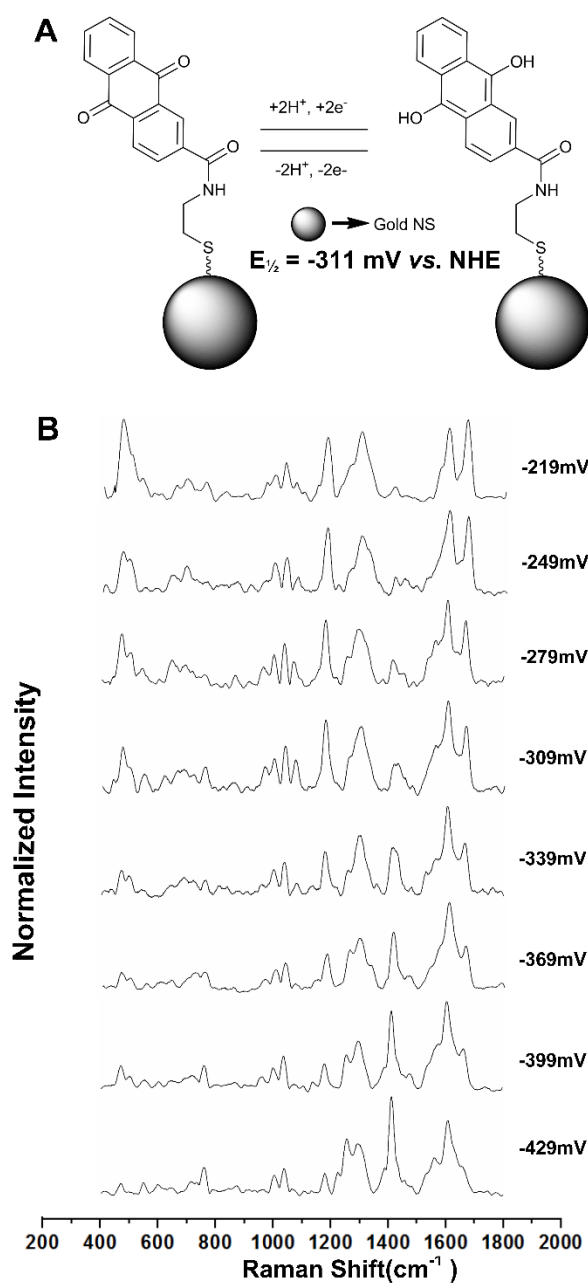 A
O
O
O
NH
S
+2H⁺, +2e⁻
-2H⁺, -2e-
Gold NS
E½ = -311 mV vs. NHE
OH
HO
O
NH
S
B
Normalized Intensity
-219mV
-249mV
-279mV
-309mV
-339mV
-369mV
-399mV
-429mV
200 400 600 800 1000 1200 1400 1600 1800 2000
Raman Shift(cm⁻¹ )